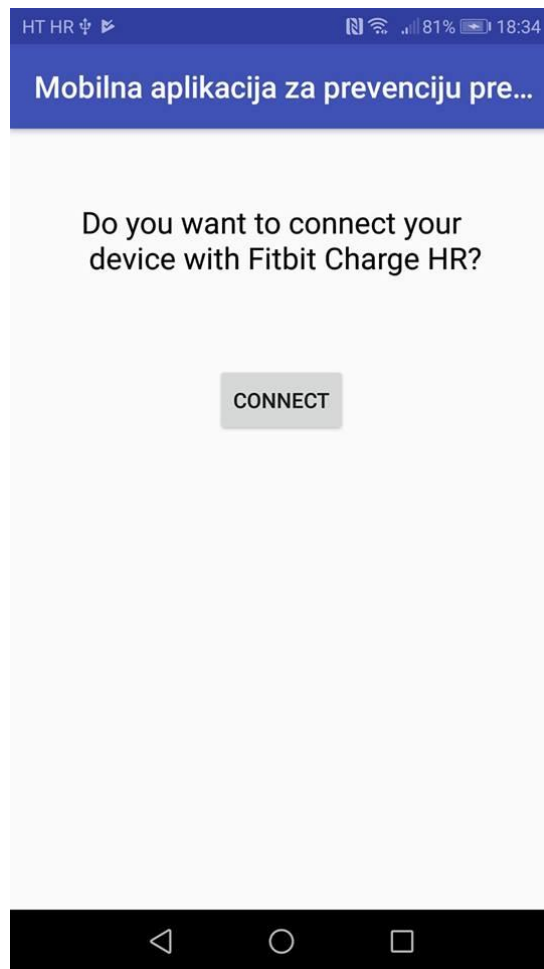 HT HR 81% 18:34
Mobilna aplikacija za prevenciju pre...
Do you want to connect your
device with Fitbit Charge HR?
CONNECT